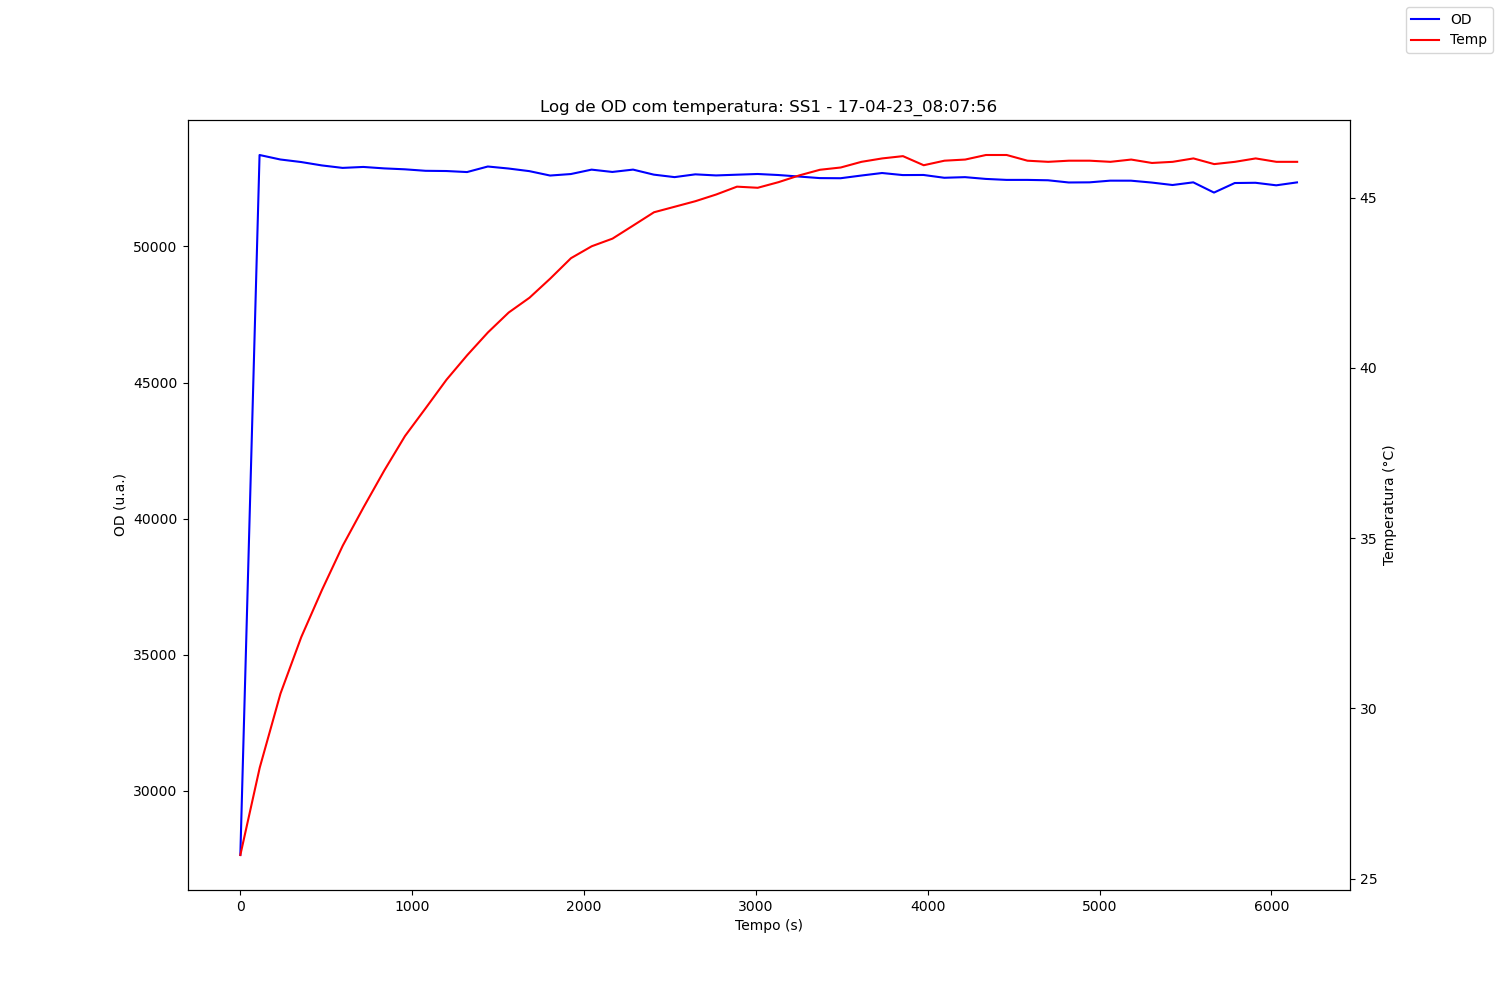 OD
Temp
Log de OD com temperatura: SS1 - 17-04-23_08:07:56
50000
45000
40000
35000
30000
OD (u.a.)
45
40
35
30
25
Temperatura (°C)
0 1000 2000 3000 4000 5000 6000
Tempo (s)